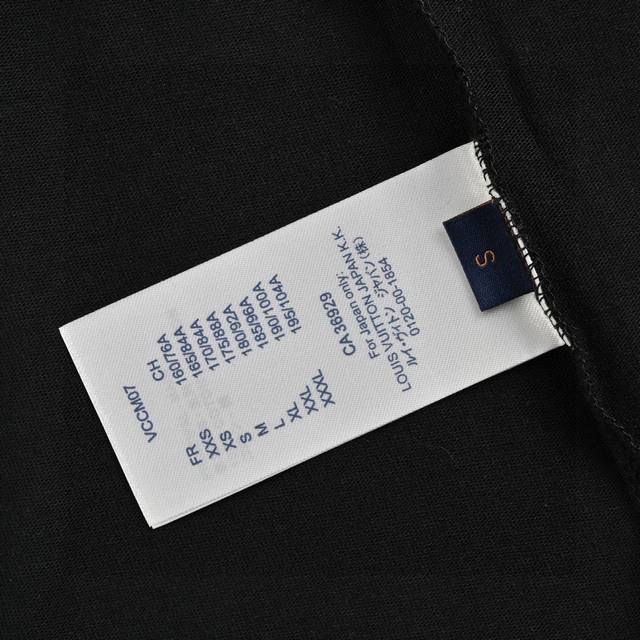 VCCM07
FR CH
XXS 160/76A
XS 165/84A
S 170/84A
M 175/88A
L 180/92A
XL 185/96A
XXL 190/100A
XXXL 195/104A
CA 36929
For Japan only:
LOUIS VUITTON JAPAN K.K.
ルイ ヴィトン ジャパン(株)
0120-00-1854
S